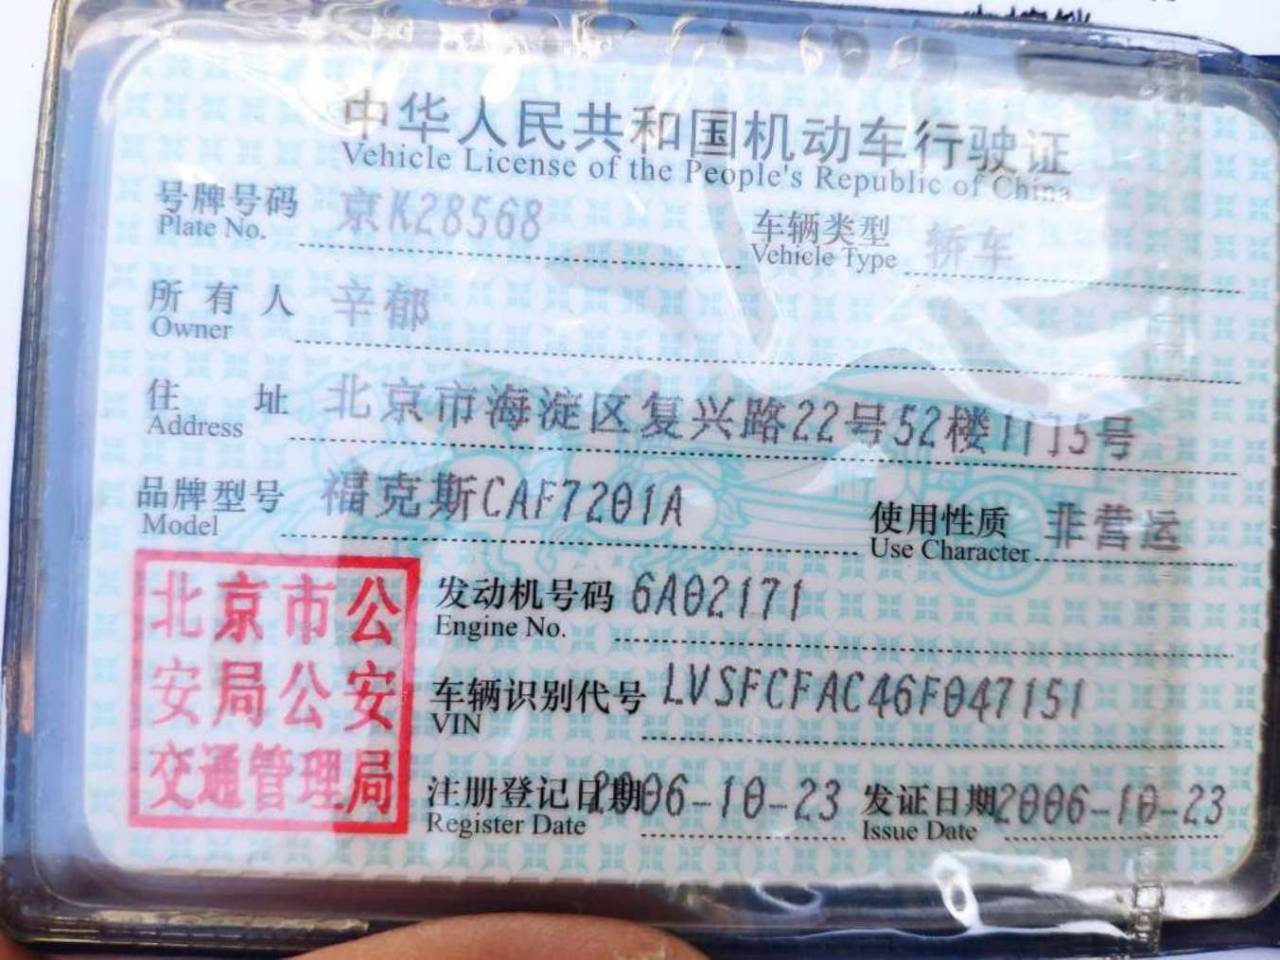 中华人民共和国机动车行驶证
Vehicle License of the People's Republic of China
号牌号码 京K28568 车辆类型 轿车
Plate No. Vehicle Type
所有人 辛郁
Owner
住址 北京市海淀区复兴路22号52楼1门5号
Address
品牌型号 福克斯CAF7201A 使用性质 非营运
Model Use Character
北京市公
安局公安
交通管理局
发动机号码 6A02171
Engine No.
车辆识别代号 LVSFCFAC46F047151
VIN
注册登记日期 2006-10-23 发证日期 2006-10-23
Register Date Issue Date